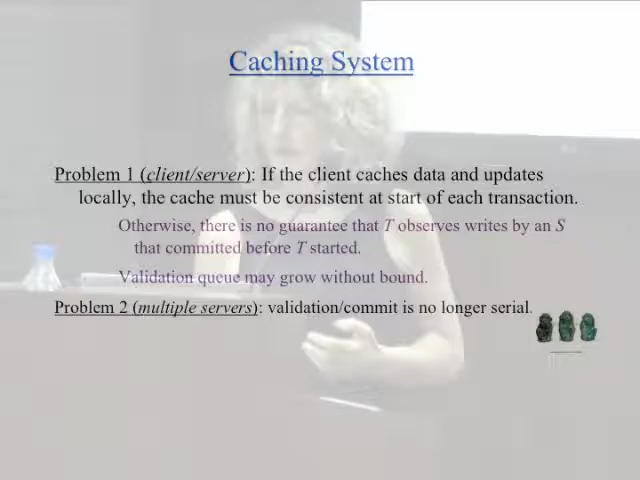 Caching System
Problem 1 (client/server): If the client caches data and updates
locally, the cache must be consistent at start of each transaction.
Otherwise, there is no guarantee that T observes writes by an S
that committed before T started.
Validation queue may grow without bound.
Problem 2 (multiple servers): validation/commit is no longer serial.